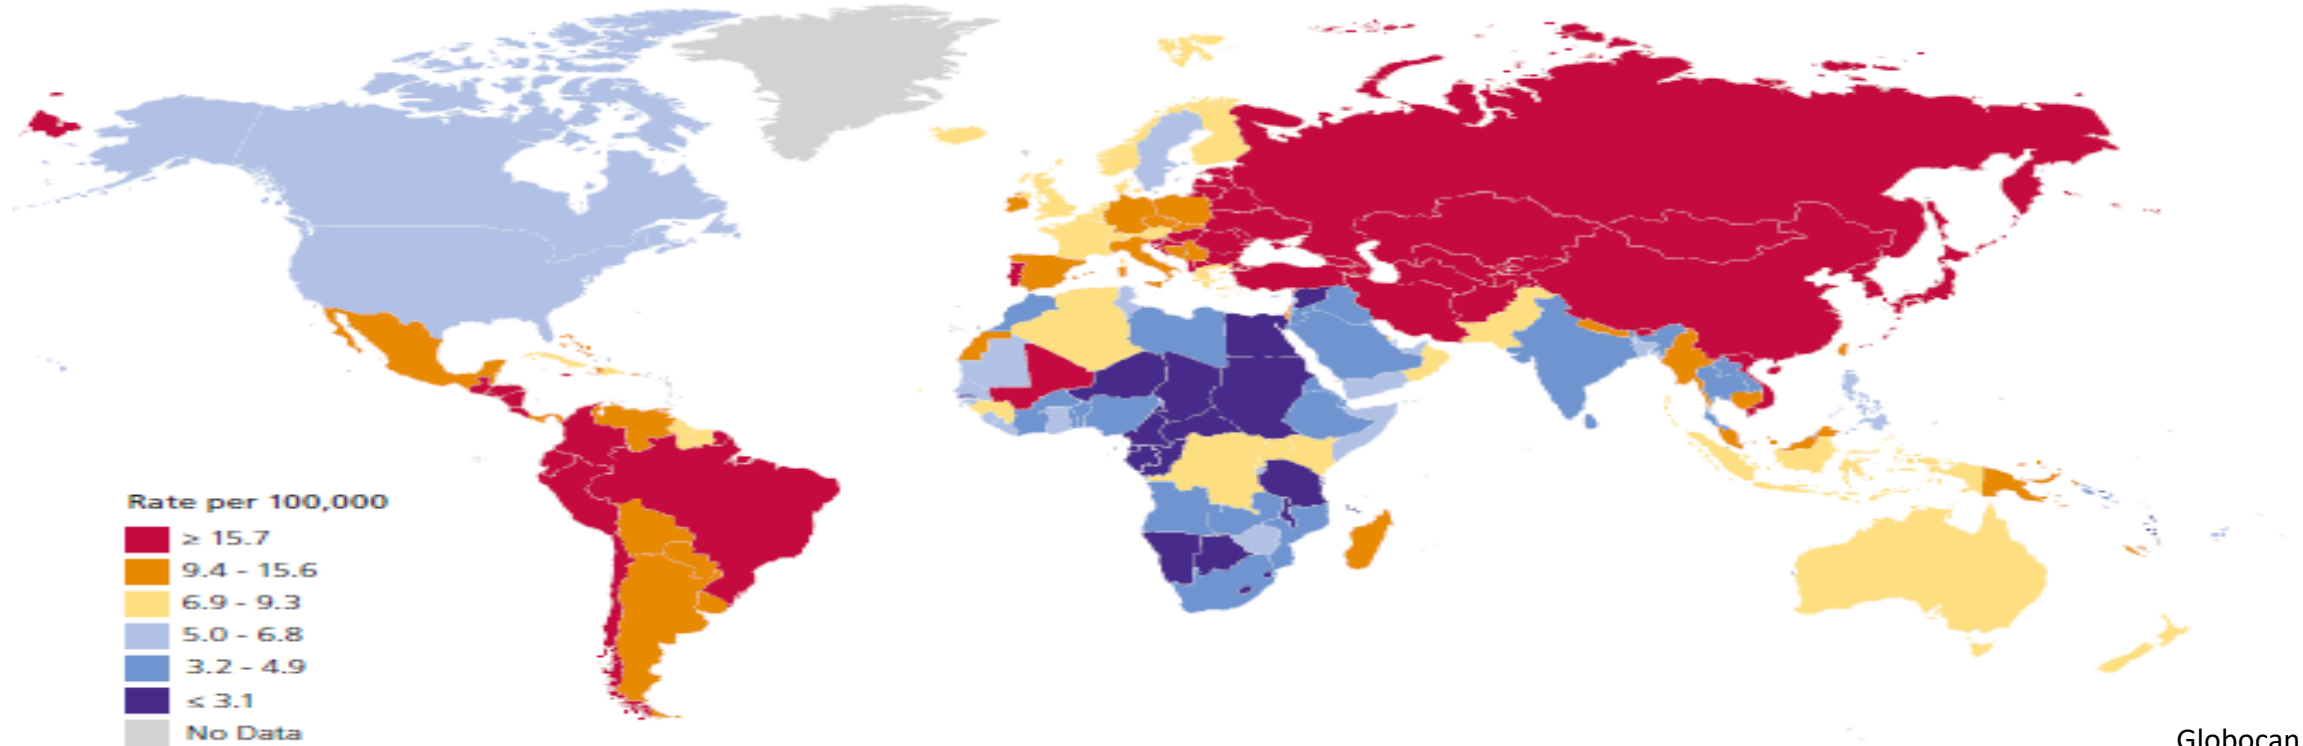 Rate per 100,000
≥ 15.7
9.4 - 15.6
6.9 - 9.3
5.0 - 6.8
3.2 - 4.9
≤ 3.1
No Data
Globocan